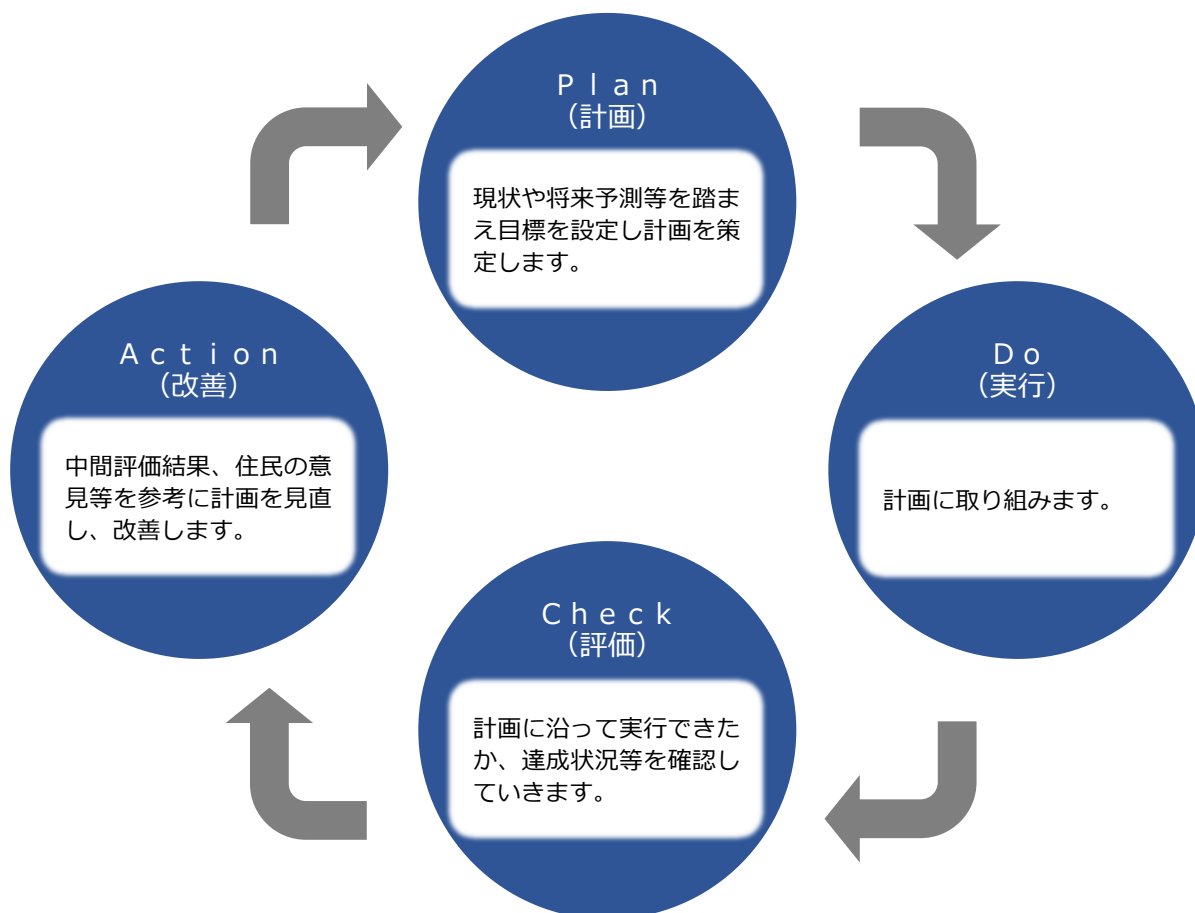 Ｐｌａｎ
（計画）
現状や将来予測等を踏ま
え目標を設定し計画を策
定します。
Ｄｏ
（実行）
計画に取り組みます。
Ｃｈｅｃｋ
（評価）
計画に沿って実行できた
か、達成状況等を確認し
ていきます。
Ａｃｔｉｏｎ
（改善）
中間評価結果、住民の意
見等を参考に計画を見直
し、改善します。